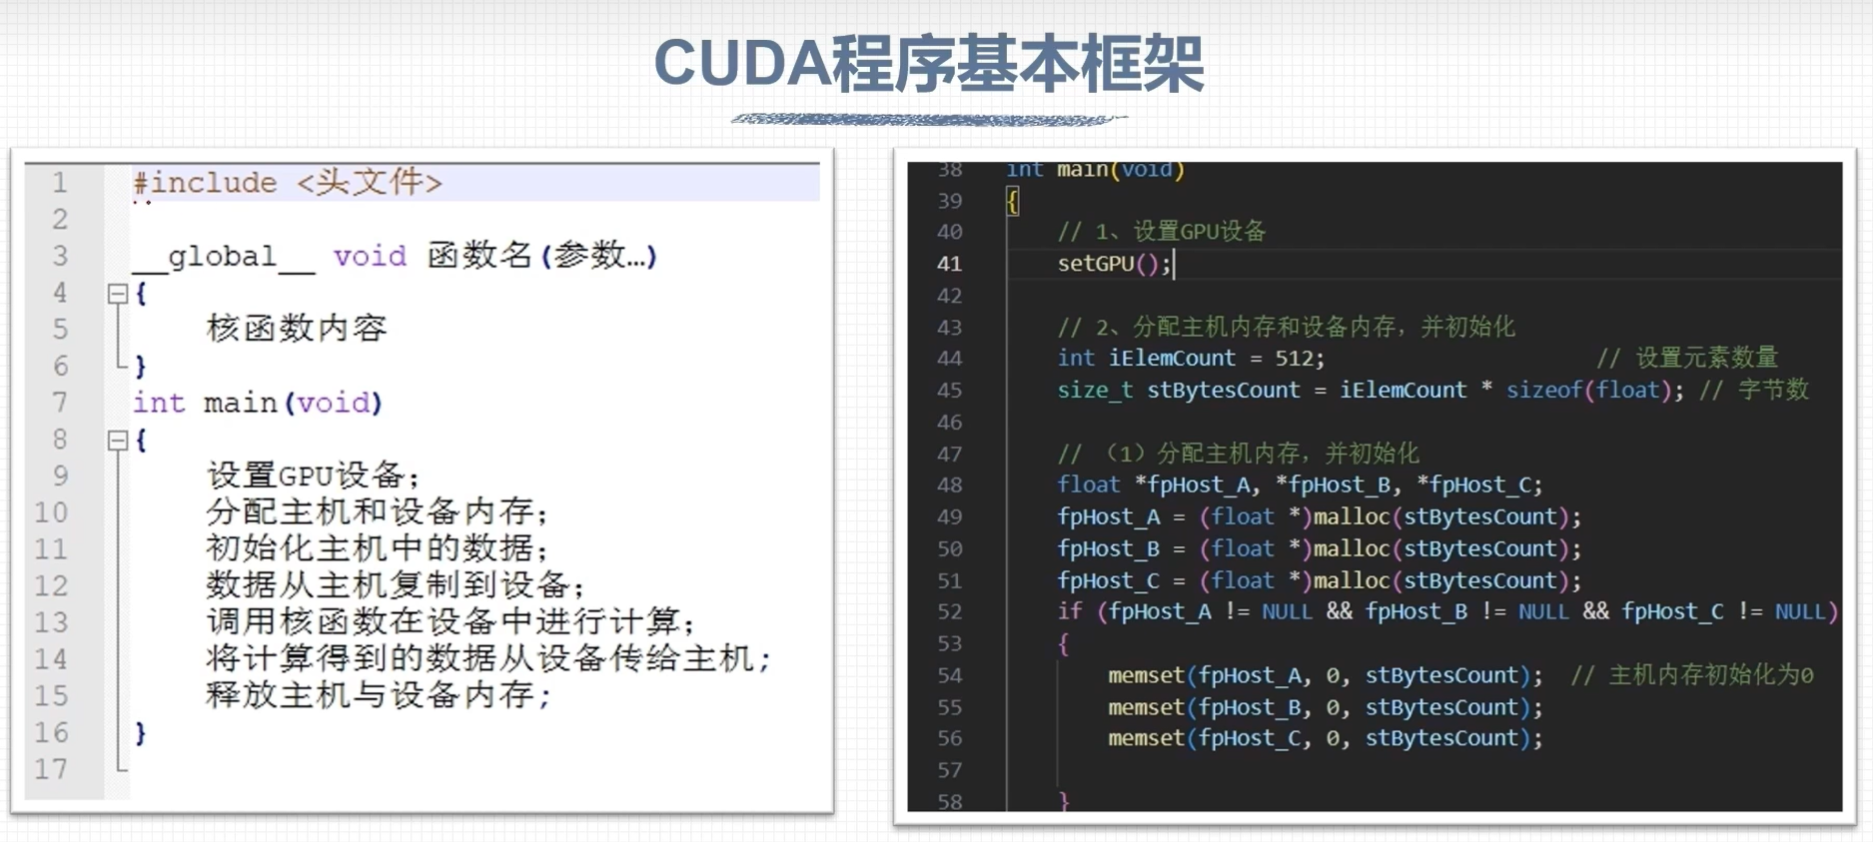 CUDA程序基本框架
1 #include <头文件>
2
3 __global__ void 函数名(参数…)
4 {
5 核函数内容
6 }
7 int main(void)
8 {
9 设置GPU设备;
10 分配主机和设备内存;
11 初始化主机中的数据;
12 数据从主机复制到设备;
13 调用核函数在设备中进行计算;
14 将计算得到的数据从设备传给主机;
15 释放主机与设备内存;
16 }
17
38 int main(void)
39 {
40 // 1、设置GPU设备
41 setGPU();
42
43 // 2、分配主机内存和设备内存，并初始化
44 int iElemCount = 512; // 设置元素数量
45 size_t stBytesCount = iElemCount * sizeof(float); // 字节数
46
47 // （1）分配主机内存，并初始化
48 float *fpHost_A, *fpHost_B, *fpHost_C;
49 fpHost_A = (float *)malloc(stBytesCount);
50 fpHost_B = (float *)malloc(stBytesCount);
51 fpHost_C = (float *)malloc(stBytesCount);
52 if (fpHost_A != NULL && fpHost_B != NULL && fpHost_C != NULL)
53 {
54 memset(fpHost_A, 0, stBytesCount); // 主机内存初始化为0
55 memset(fpHost_B, 0, stBytesCount);
56 memset(fpHost_C, 0, stBytesCount);
57
58 }